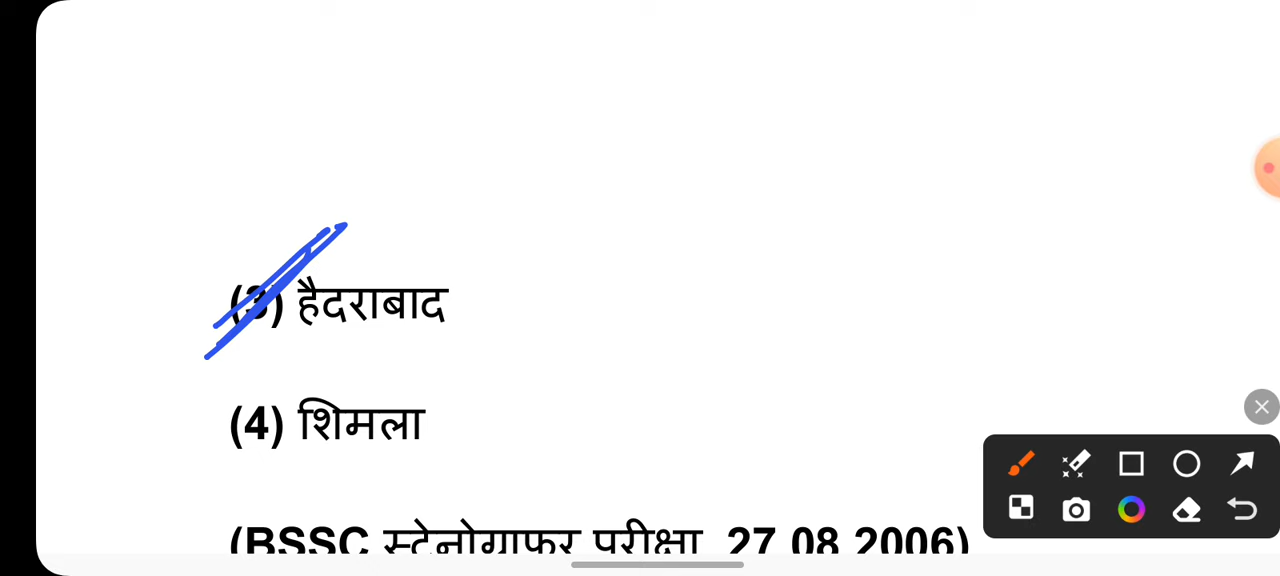 (3) हैदराबाद
(4) शिमला
(BSSC स्टेनोग्राफर परीक्षा, 27.08.2006)